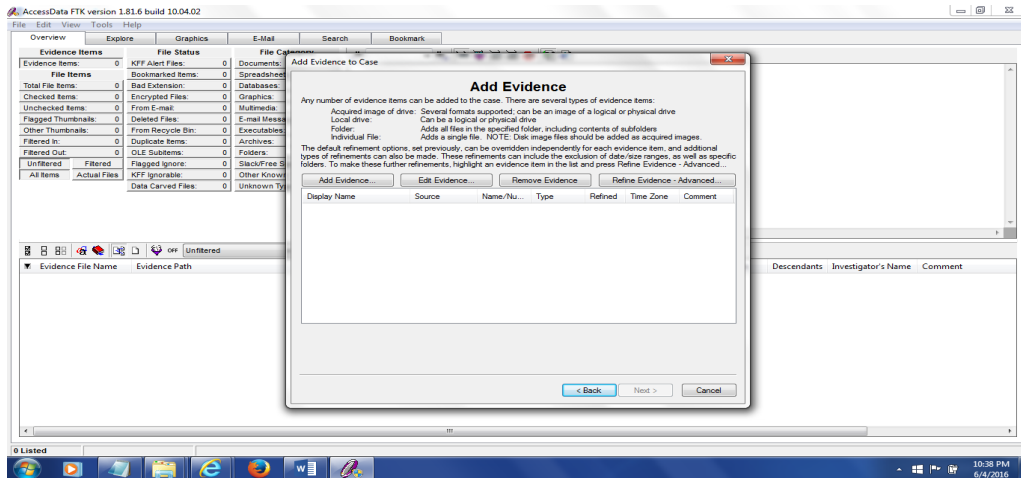 AccessData FTK version 1.81.6 build 10.04.02
File Edit View Tools Help
Overview Explore Graphics E-Mail Search Bookmark
Evidence Items File Status
Evidence Items: 0 KFF Alert Files: 0 Documents:
File Items Bookmarked Items: 0
Total File Items: 0 Bad Extension: 0 Databases:
Checked Items: 0 Encrypted Files: 0 Graphics:
Unchecked Items: 0 From E-mail: 0 Multimedia:
Flagged Thumbnails: 0 Deleted Files: 0
Other Thumbnails: 0 From Recycle Bin: 0 Executables:
Filtered In: 0 Duplicate Items: 0 Archives:
Filtered Out: 0 OLE Subitems: 0 Folders:
Unfiltered Filtered Flagged Ignore: 0
All Items Actual Files KFF Ignorable: 0 Other Know
Data Carved Files: 0
Add Evidence to Case
Add Evidence
Any number of evidence items can be added to the case. There are several types of evidence items:
Acquired image of drive: Several formats supported; can be an image of a logical or physical drive
Local drive: Can be a logical or physical drive
Folder: Adds all files in the specified folder, including contents of subfolders
Individual File: Adds a single file. NOTE: Disk image files should be added as acquired images.
The default refinement options, set previously, can be overridden independently for each evidence item, and additional
types of refinements can also be made. These refinements can include the exclusion of date/size ranges, as well as specific
folders. To make these further refinements, highlight an evidence item in the list and press Refine Evidence - Advanced...
Add Evidence... Edit Evidence... Remove Evidence Refine Evidence - Advanced...
Display Name Source Name/Nu... Type Refined Time Zone Comment
< Back Next > Cancel
OFF Unfiltered
Evidence File Name Evidence Path Descendants Investigator's Name Comment
0 Listed
10:38 PM
6/4/2016